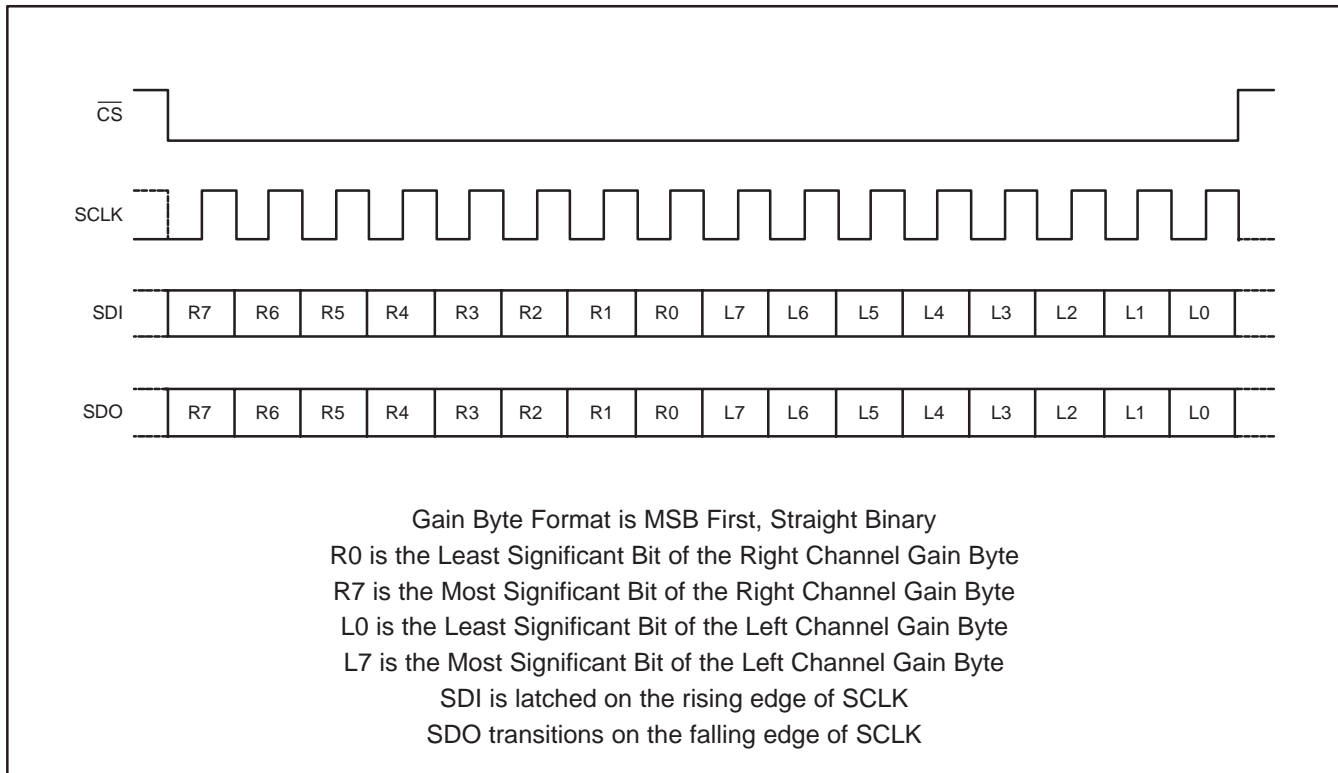 CS
SCLK
SDI R7 R6 R5 R4 R3 R2 R1 R0 L7 L6 L5 L4 L3 L2 L1 L0
SDO R7 R6 R5 R4 R3 R2 R1 R0 L7 L6 L5 L4 L3 L2 L1 L0
Gain Byte Format is MSB First, Straight Binary
R0 is the Least Significant Bit of the Right Channel Gain Byte
R7 is the Most Significant Bit of the Right Channel Gain Byte
L0 is the Least Significant Bit of the Left Channel Gain Byte
L7 is the Most Significant Bit of the Left Channel Gain Byte
SDI is latched on the rising edge of SCLK
SDO transitions on the falling edge of SCLK